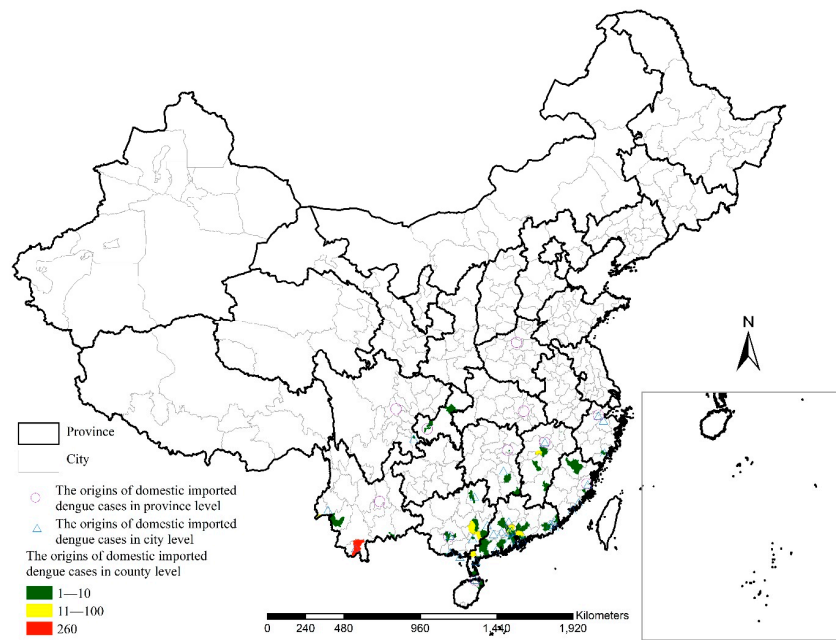 N
Province
City
The origins of domestic imported
dengue cases in province level
The origins of domestic imported
dengue cases in city level
The origins of domestic imported
dengue cases in county level
1—10
11—100
260
Kilometers
0 240 480 960 1,440 1,920